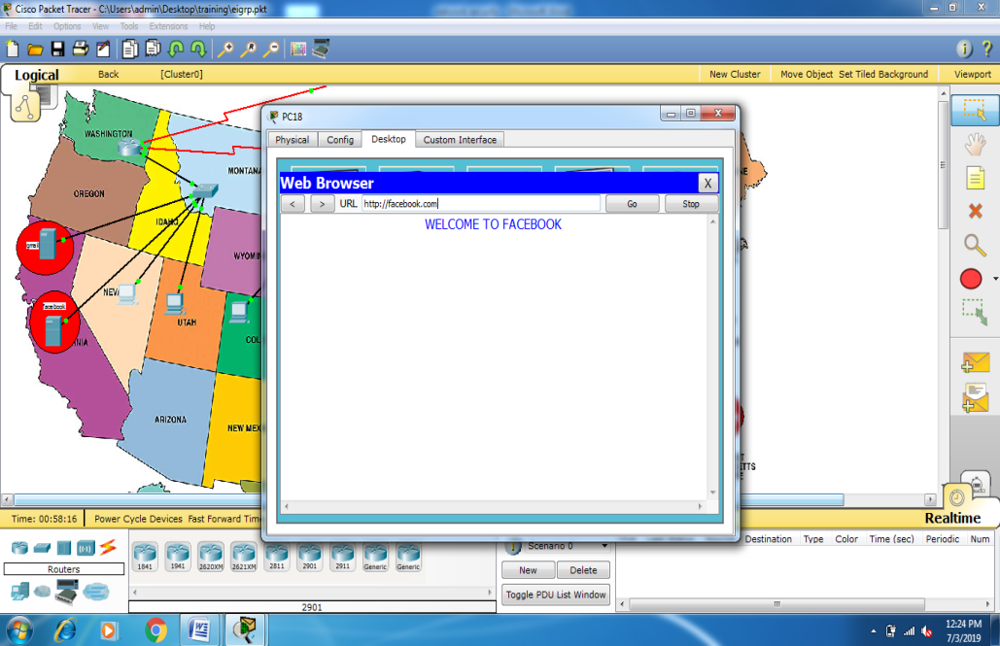 Cisco Packet Tracer - C:\Users\admin\Desktop\training\eigrp.pkt
File Edit Options View Tools Extensions Help
Logical Back [Cluster0] New Cluster Move Object Set Tiled Background Viewport
WASHINGTON
OREGON
MONTANA
IDAHO
WYOMI
gmail
facebook
NEVA
UTAH
COL
NIA
ARIZONA
NEW MEX
NE
T
TTS
E
PC18
Physical Config Desktop Custom Interface
Web Browser X
< > URL http://facebook.com Go Stop
WELCOME TO FACEBOOK
Time: 00:58:16 Power Cycle Devices Fast Forward Tim
Realtime
Routers
1841 1941 2620XM 2621XM 2811 2901 2911 Generic Generic
2901
Scenario 0
New Delete
Toggle PDU List Window
Destination Type Color Time (sec) Periodic Num
12:24 PM
7/3/2019